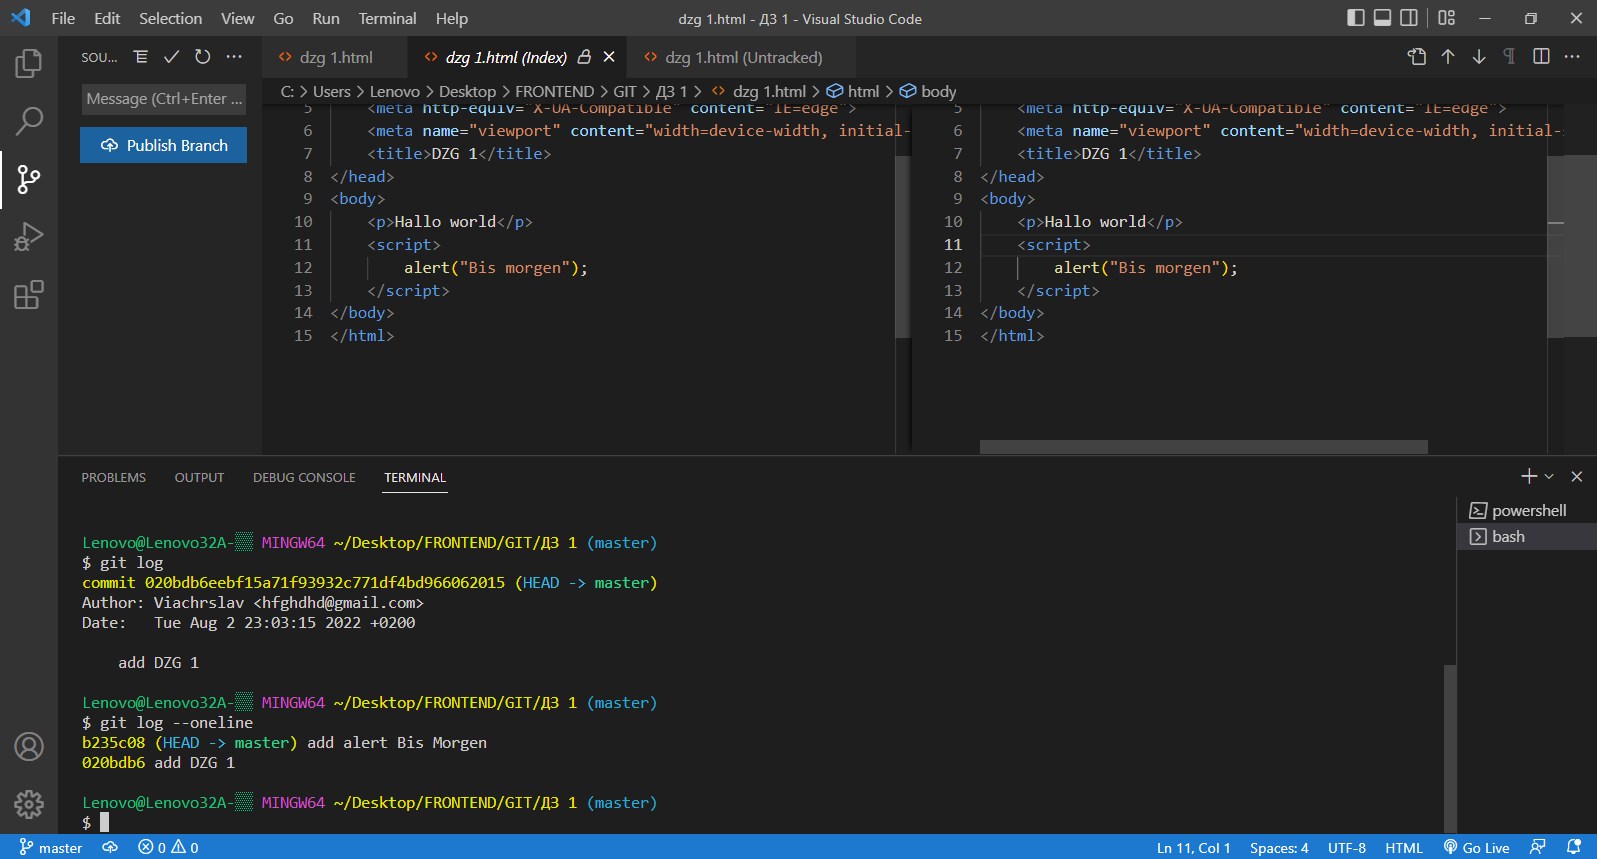 File Edit Selection View Go Run Terminal Help
dzg 1.html - ДЗ 1 - Visual Studio Code
SOU...
dzg 1.html
dzg 1.html (Index)
dzg 1.html (Untracked)
Message (Ctrl+Enter ...
Publish Branch
C: > Users > Lenovo > Desktop > FRONTEND > GIT > ДЗ 1 > dzg 1.html > html > body
5 <meta http-equiv="X-UA-Compatible" content="IE=edge">
6 <meta name="viewport" content="width=device-width, initial-
7 <title>DZG 1</title>
8 </head>
9 <body>
10 <p>Hallo world</p>
11 <script>
12 alert("Bis morgen");
13 </script>
14 </body>
15 </html>
5 <meta http-equiv="X-UA-Compatible" content="IE=edge">
6 <meta name="viewport" content="width=device-width, initial-
7 <title>DZG 1</title>
8 </head>
9 <body>
10 <p>Hallo world</p>
11 <script>
12 alert("Bis morgen");
13 </script>
14 </body>
15 </html>
PROBLEMS OUTPUT DEBUG CONSOLE TERMINAL
powershell
bash
Lenovo@Lenovo32A-▒▒ MINGW64 ~/Desktop/FRONTEND/GIT/ДЗ 1 (master)
$ git log
commit 020bdb6eebf15a71f93932c771df4bd966062015 (HEAD -> master)
Author: Viachrslav <hfghdhd@gmail.com>
Date:   Tue Aug 2 23:03:15 2022 +0200
add DZG 1
Lenovo@Lenovo32A-▒▒ MINGW64 ~/Desktop/FRONTEND/GIT/ДЗ 1 (master)
$ git log --oneline
b235c08 (HEAD -> master) add alert Bis Morgen
020bdb6 add DZG 1
Lenovo@Lenovo32A-▒▒ MINGW64 ~/Desktop/FRONTEND/GIT/ДЗ 1 (master)
$
master 0 0 Ln 11, Col 1 Spaces: 4 UTF-8 HTML Go Live